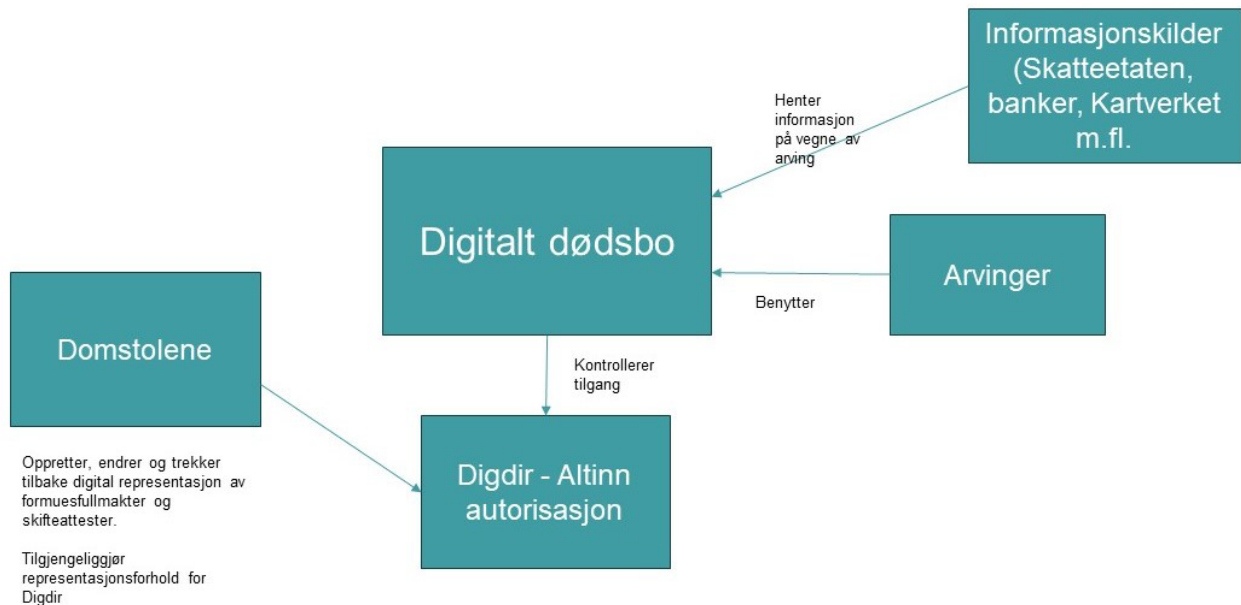 Informasjonskilder
(Skatteetaten,
banker, Kartverket
m.fl.
Henter
informasjon
på vegne av
arving
Digitalt dødsbo
Arvinger
Benytter
Domstolene
Kontrollerer
tilgang
Oppretter, endrer og trekker
tilbake digital representasjon av
formuesfullmakter og
skifteattester.
Tilgjengeliggjør
representasjonsforhold for
Digdir
Digdir - Altinn
autorisasjon